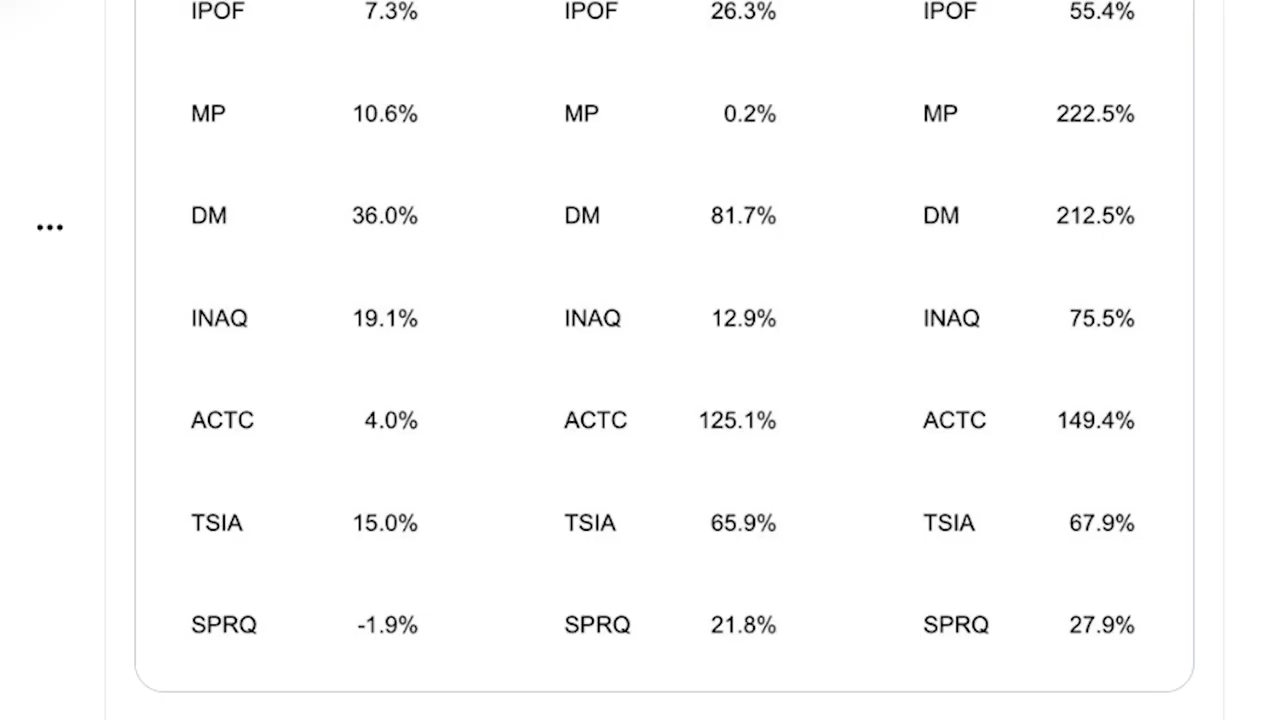 IPOF 7.3% IPOF 26.3% IPOF 55.4%
MP 10.6% MP 0.2% MP 222.5%
DM 36.0% DM 81.7% DM 212.5%
INAQ 19.1% INAQ 12.9% INAQ 75.5%
ACTC 4.0% ACTC 125.1% ACTC 149.4%
TSIA 15.0% TSIA 65.9% TSIA 67.9%
SPRQ -1.9% SPRQ 21.8% SPRQ 27.9%